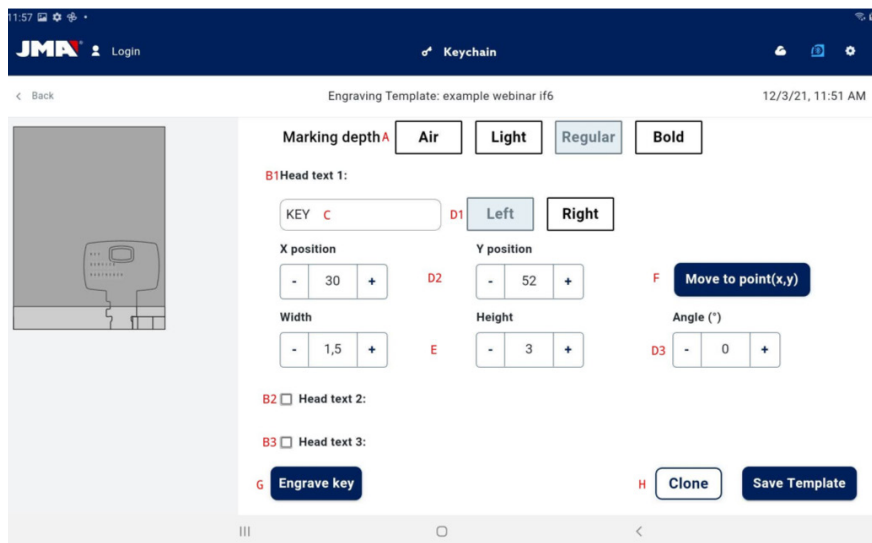 11:57
JMA Login Keychain
< Back Engraving Template: example webinar if6 12/3/21, 11:51 AM
Marking depth A Air Light Regular Bold
B1 Head text 1:
KEY C D1 Left Right
X position Y position
- 30 + D2 - 52 + F Move to point(x,y)
Width Height Angle (°)
- 1,5 + E - 3 + D3 - 0 +
B2 Head text 2:
B3 Head text 3:
G Engrave key H Clone Save Template